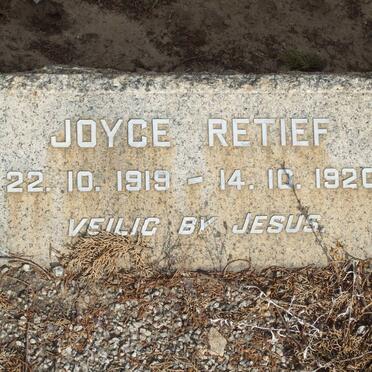 JOYCE RETIEF
22. 10. 1919 - 14. 10. 1920
VEILIG BY JESUS.